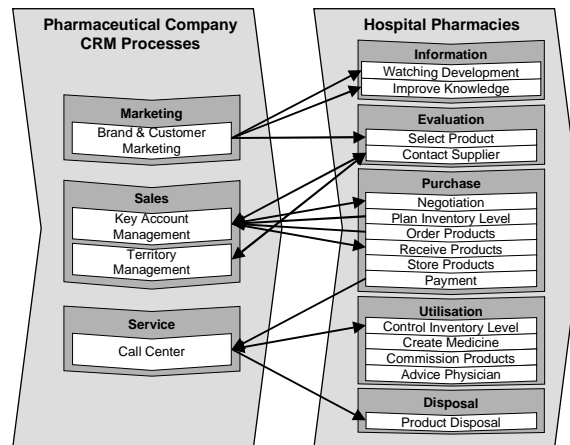 Pharmaceutical Company
CRM Processes
Marketing
Brand & Customer
Marketing
Sales
Key Account
Management
Territory
Management
Service
Call Center
Hospital Pharmacies
Information
Watching Development
Improve Knowledge
Evaluation
Select Product
Contact Supplier
Purchase
Negotiation
Plan Inventory Level
Order Products
Receive Products
Store Products
Payment
Utilisation
Control Inventory Level
Create Medicine
Commission Products
Advice Physician
Disposal
Product Disposal